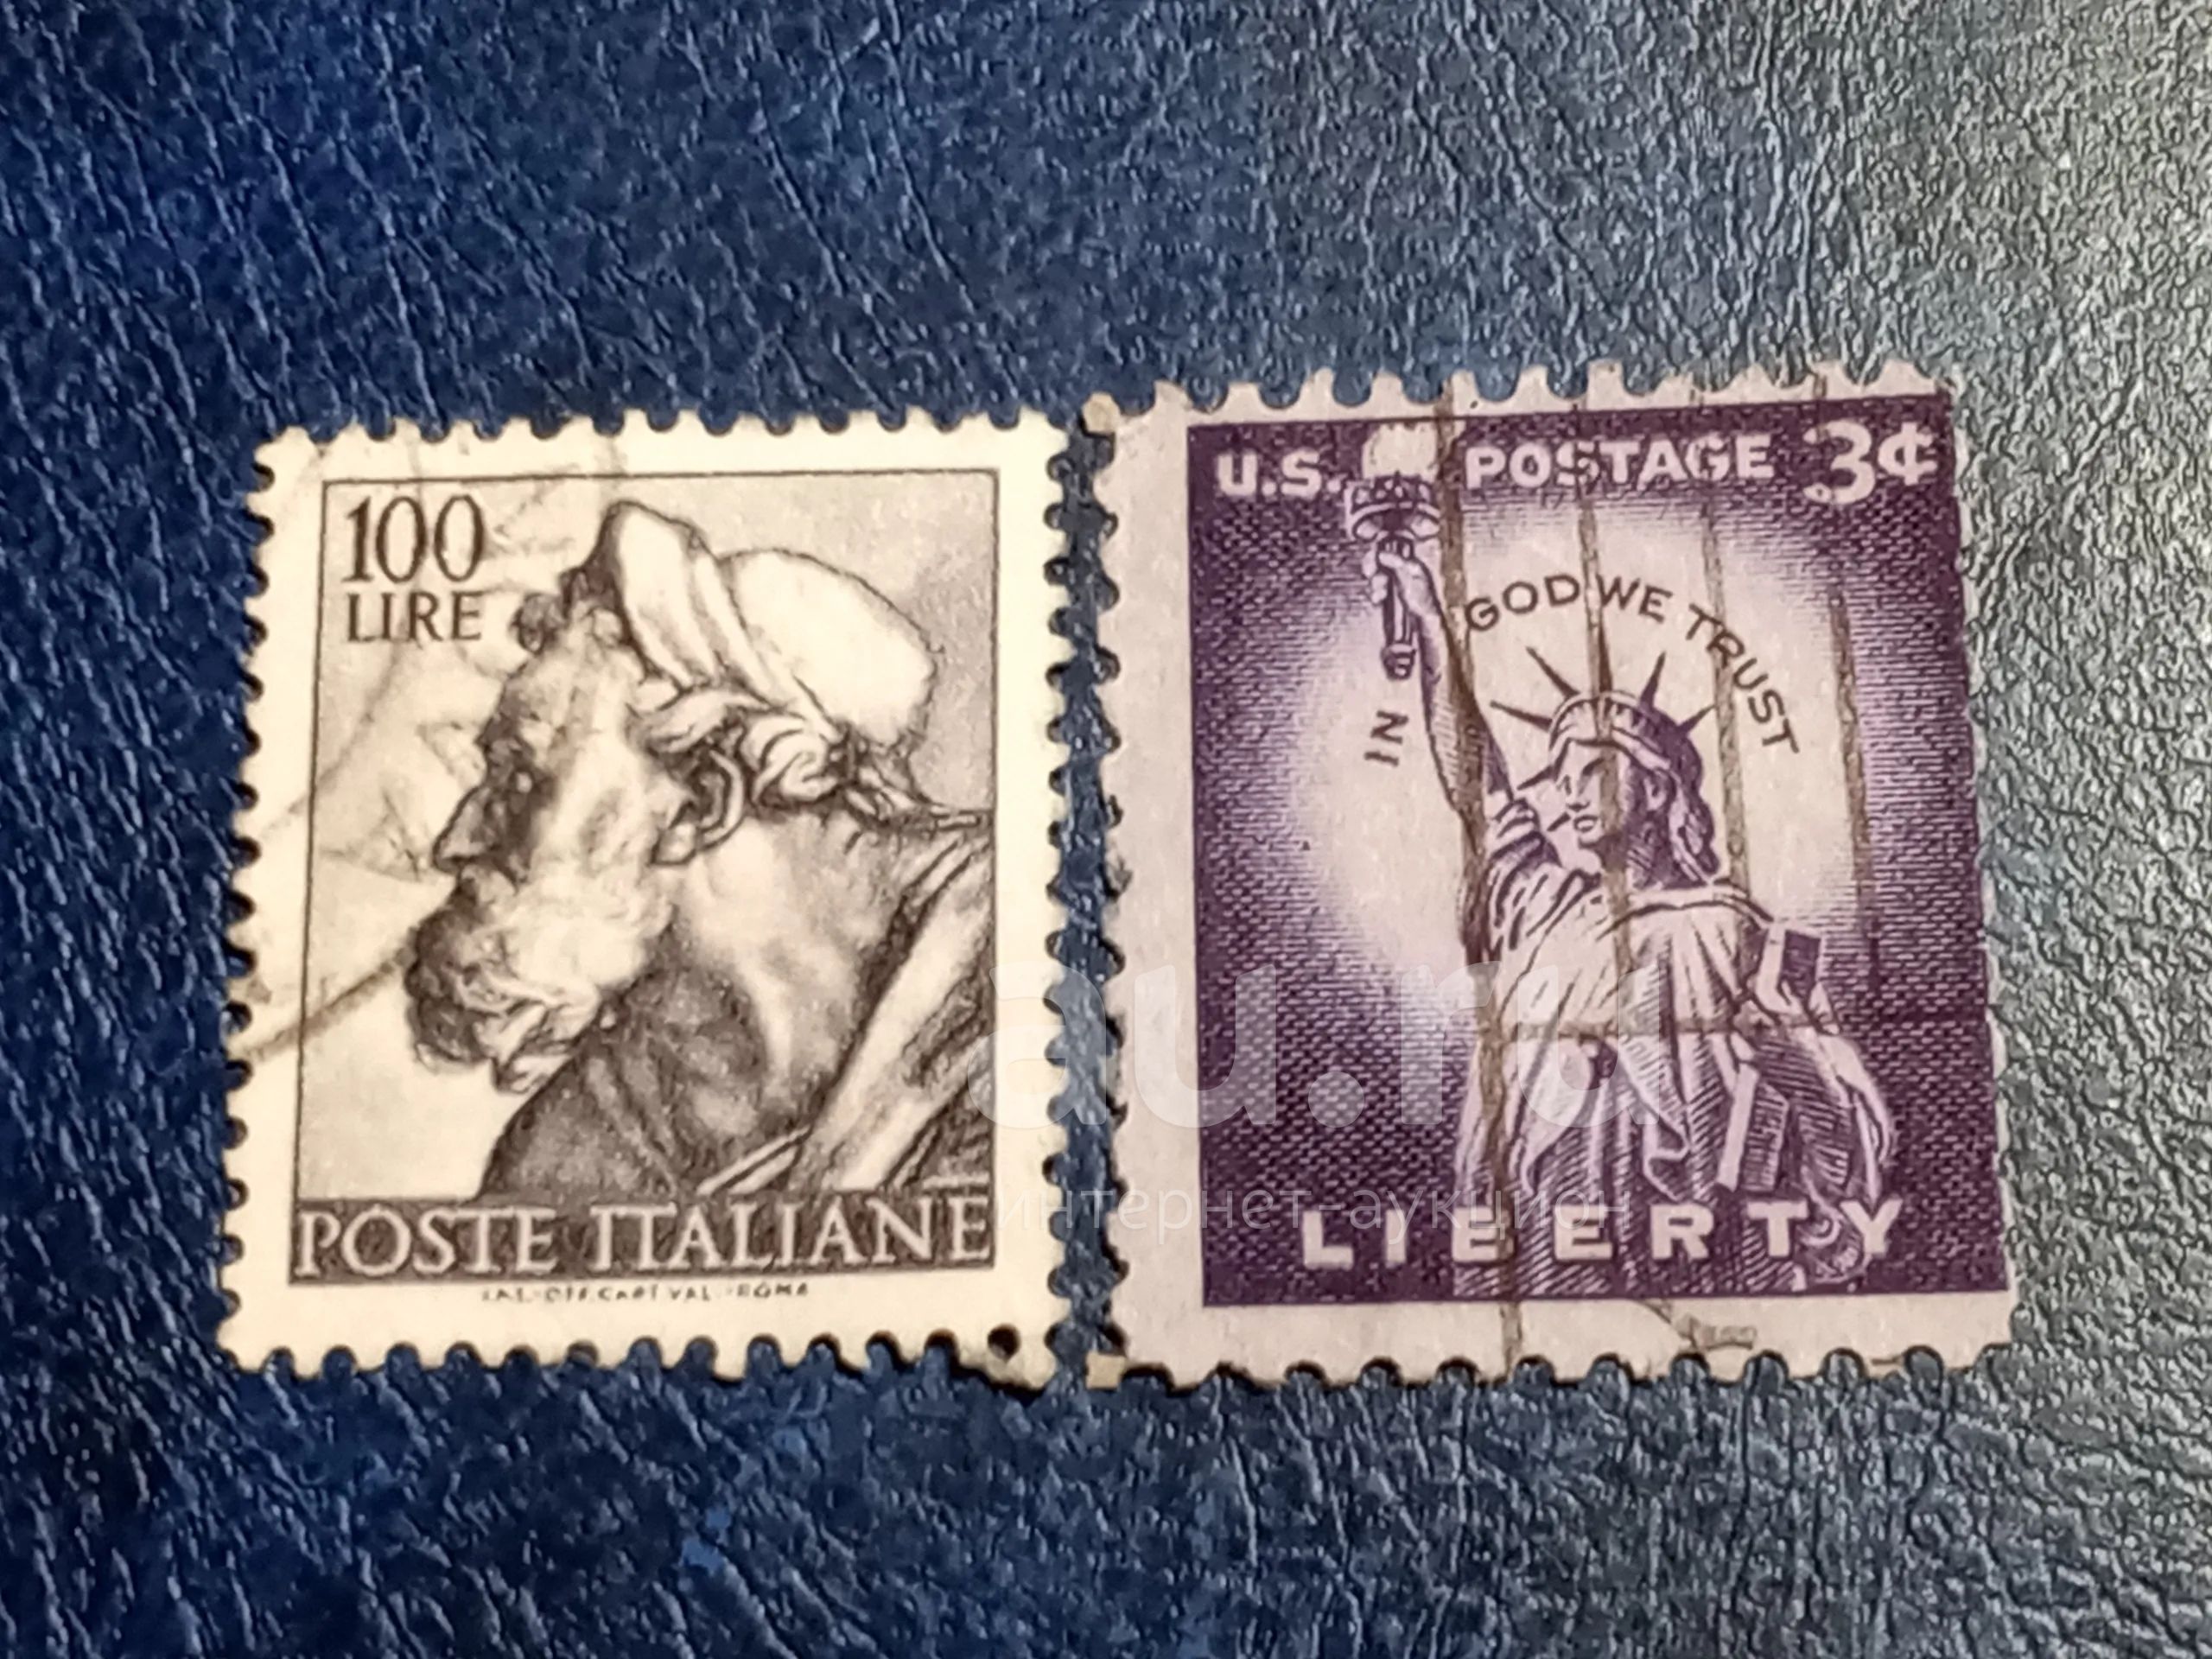 100
LIRE
POSTE ITALIANE
U.S. POSTAGE 3¢
IN GOD WE TRUST
LIBERTY
au.ru
интернет-аукцион